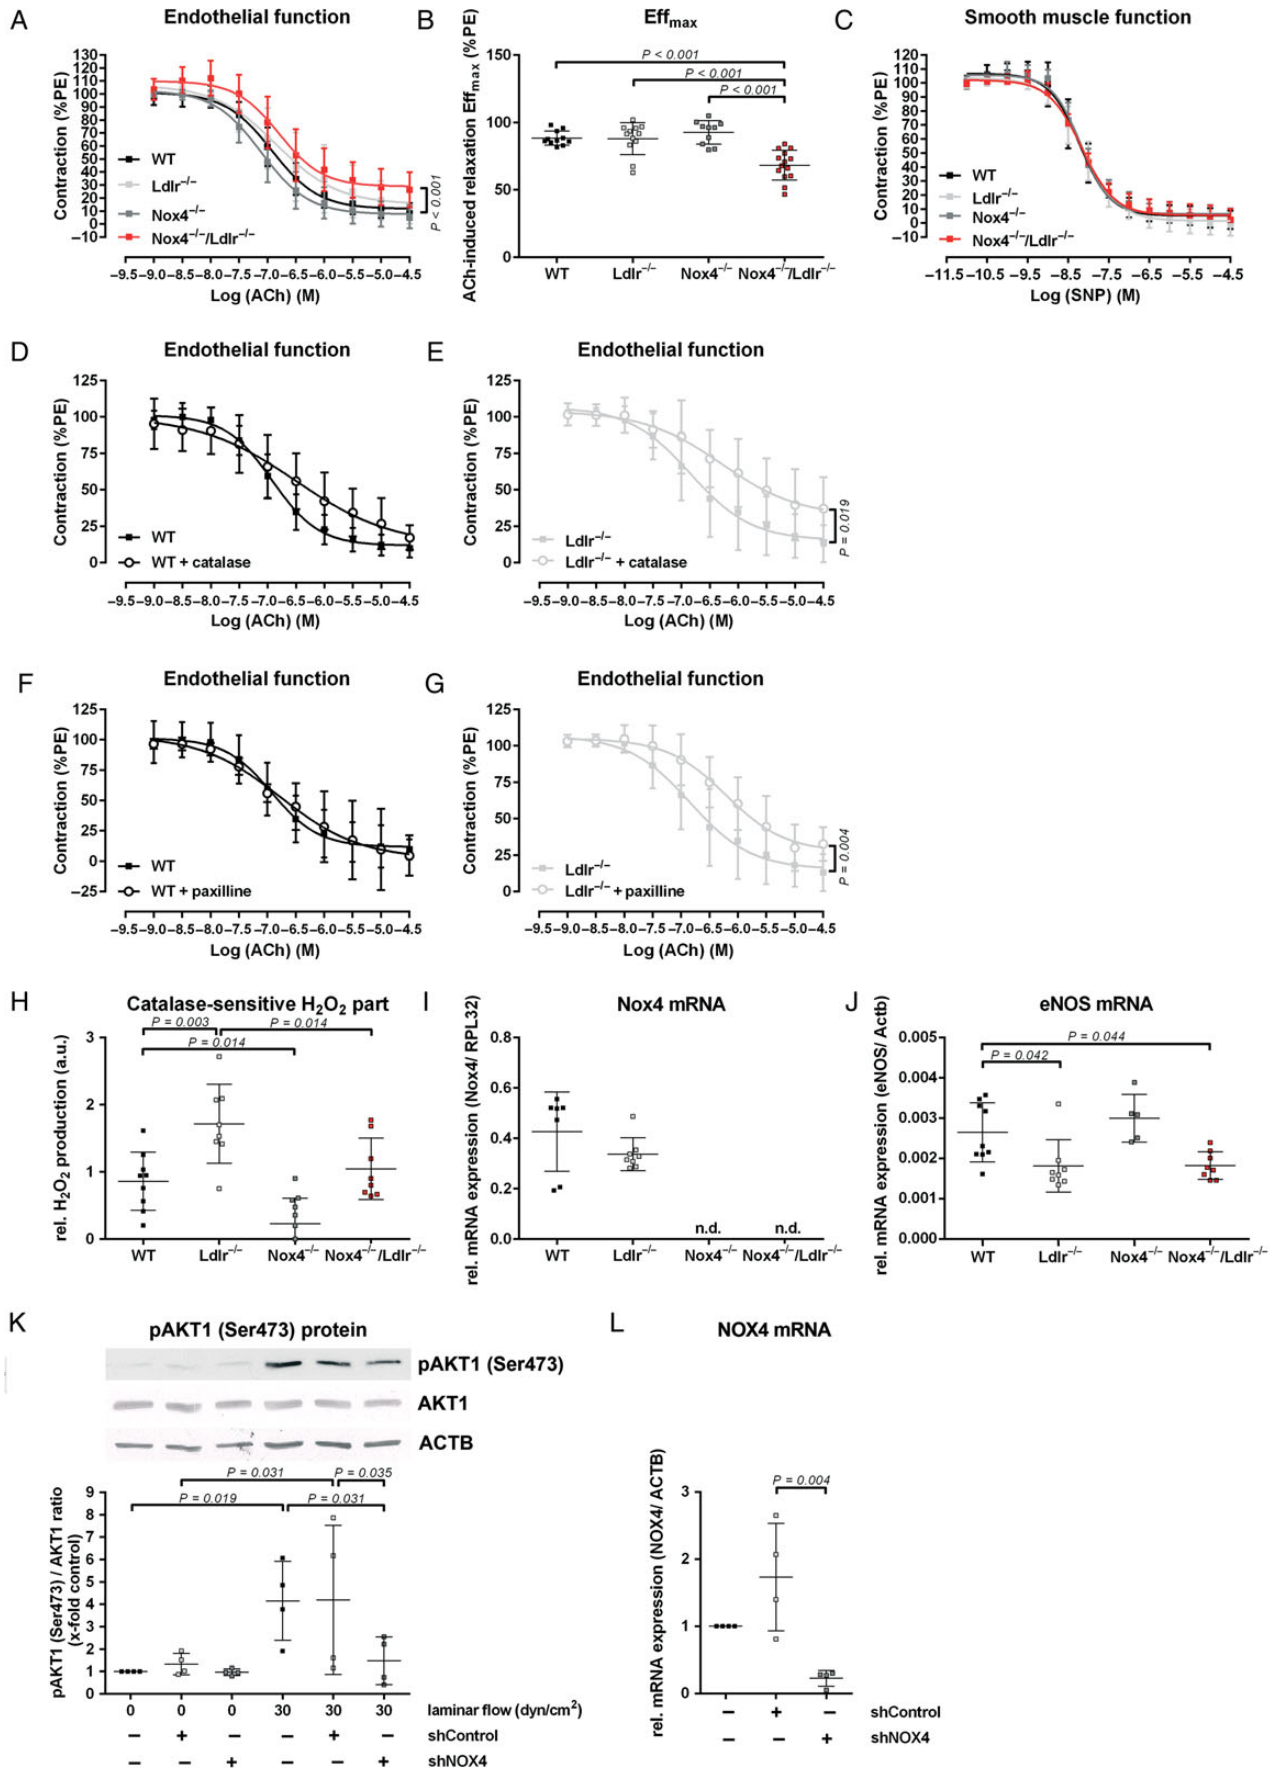 A
Endothelial function
Contraction (%PE)
130
120
110
100
90
80
70
60
50
40
30
20
10
0
−10
WT
Ldlr−/−
Nox4−/−
Nox4−/−/Ldlr−/−
P < 0.001
−9.5 −9.0 −8.5 −8.0 −7.5 −7.0 −6.5 −6.0 −5.5 −5.0 −4.5
Log (ACh) (M)
B
Effmax
ACh-induced relaxation Effmax (%PE)
150
100
50
0
P < 0.001
P < 0.001
P < 0.001
WT Ldlr−/− Nox4−/− Nox4−/−/Ldlr−/−
C
Smooth muscle function
Contraction (%PE)
120
110
100
90
80
70
60
50
40
30
20
10
0
−10
WT
Ldlr−/−
Nox4−/−
Nox4−/−/Ldlr−/−
−11.5 −10.5 −9.5 −8.5 −7.5 −6.5 −5.5 −4.5
Log (SNP) (M)
D
Endothelial function
Contraction (%PE)
125
100
75
50
25
0
WT
WT + catalase
−9.5 −9.0 −8.5 −8.0 −7.5 −7.0 −6.5 −6.0 −5.5 −5.0 −4.5
Log (ACh) (M)
E
Endothelial function
Contraction (%PE)
125
100
75
50
25
0
Ldlr−/−
Ldlr−/− + catalase
P = 0.019
−9.5 −9.0 −8.5 −8.0 −7.5 −7.0 −6.5 −6.0 −5.5 −5.0 −4.5
Log (ACh) (M)
F
Endothelial function
Contraction (%PE)
125
100
75
50
25
0
−25
WT
WT + paxilline
−9.5 −9.0 −8.5 −8.0 −7.5 −7.0 −6.5 −6.0 −5.5 −5.0 −4.5
Log (ACh) (M)
G
Endothelial function
Contraction (%PE)
125
100
75
50
25
0
Ldlr−/−
Ldlr−/− + paxilline
P = 0.004
−9.5 −9.0 −8.5 −8.0 −7.5 −7.0 −6.5 −6.0 −5.5 −5.0 −4.5
Log (ACh) (M)
H
Catalase-sensitive H2O2 part
rel. H2O2 production (a.u.)
3
2
1
0
P = 0.003
P = 0.014
P = 0.014
WT Ldlr−/− Nox4−/− Nox4−/−/Ldlr−/−
I
Nox4 mRNA
rel. mRNA expression (Nox4/ RPL32)
0.8
0.6
0.4
0.2
0.0
n.d. n.d.
WT Ldlr−/− Nox4−/− Nox4−/−/Ldlr−/−
J
eNOS mRNA
rel. mRNA expression (eNOS/ Actb)
0.005
0.004
0.003
0.002
0.001
0.000
P = 0.044
P = 0.042
WT Ldlr−/− Nox4−/− Nox4−/−/Ldlr−/−
K
pAKT1 (Ser473) protein
pAKT1 (Ser473)
AKT1
ACTB
pAKT1 (Ser473) / AKT1 ratio
(x-fold control)
9
8
7
6
5
4
3
2
1
0
P = 0.031
P = 0.035
P = 0.019
P = 0.031
0 0 0 30 30 30 laminar flow (dyn/cm2)
− + − − + − shControl
− − + − − + shNOX4
L
NOX4 mRNA
rel. mRNA expression (NOX4/ ACTB)
3
2
1
0
P = 0.004
− + − shControl
− − + shNOX4